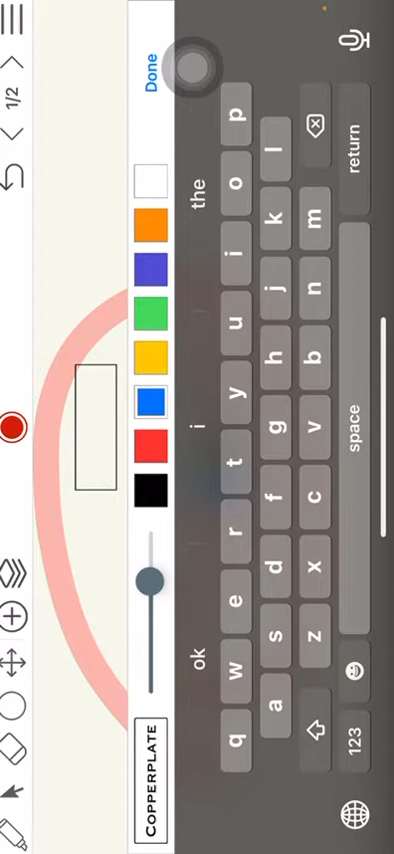 1/2
COPPERPLATE
Done
ok i the
q w e r t y u i o p
a s d f g h j k l
z x c v b n m
123 space return